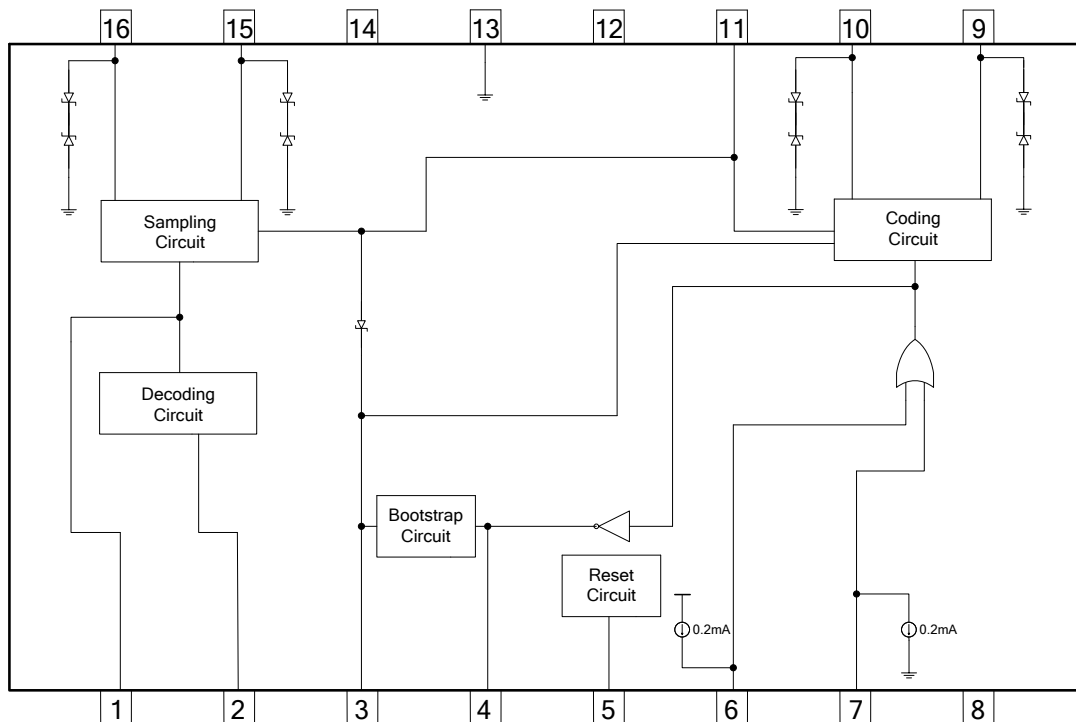 16
15
14
13
12
11
10
9
Sampling
Circuit
Coding
Circuit
Decoding
Circuit
Bootstrap
Circuit
Reset
Circuit
0.2mA
0.2mA
1
2
3
4
5
6
7
8